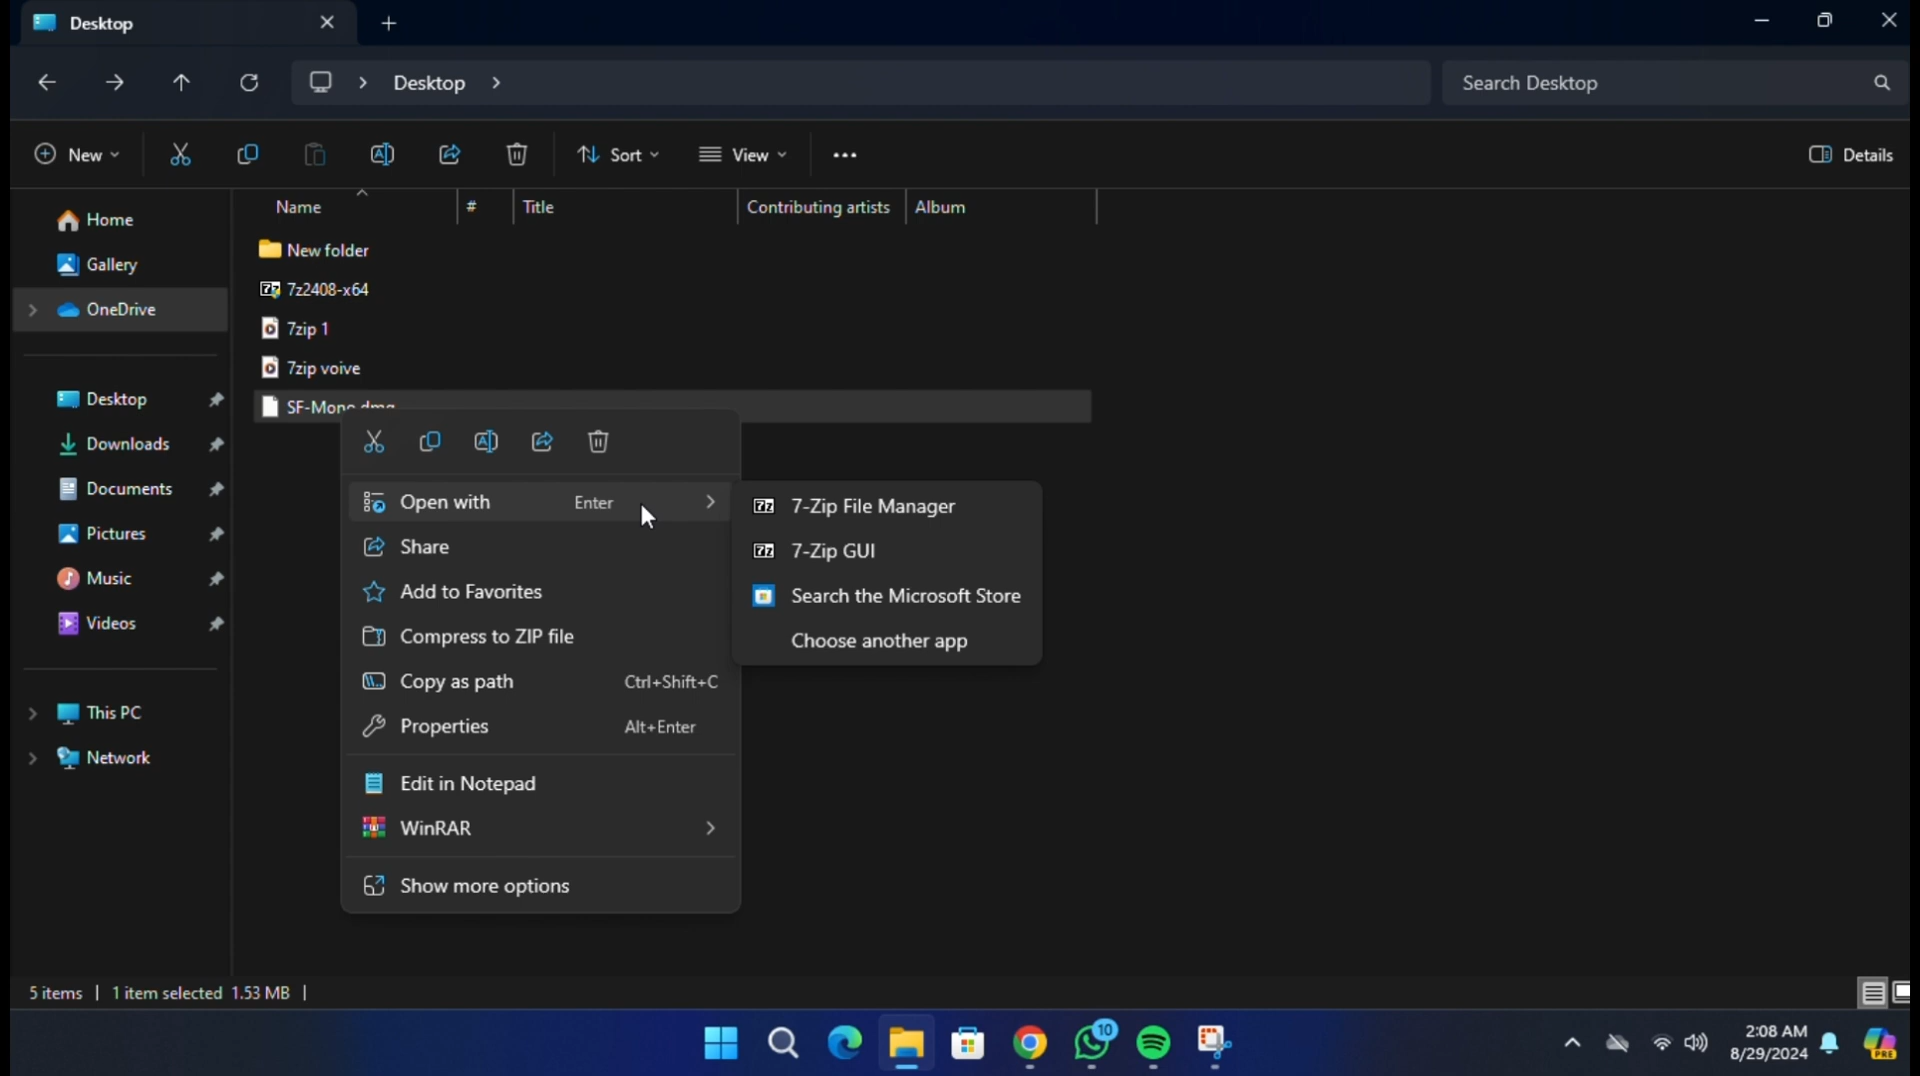 Desktop
Desktop
Search Desktop
New
Sort
View
Details
Name
#
Title
Contributing artists
Album
Home
Gallery
OneDrive
Desktop
Downloads
Documents
Pictures
Music
Videos
This PC
Network
New folder
7z2408-x64
7zip 1
7zip voive
SF-Mono.dmg
Open with Enter
Share
Add to Favorites
Compress to ZIP file
Copy as path Ctrl+Shift+C
Properties Alt+Enter
Edit in Notepad
WinRAR
Show more options
7-Zip File Manager
7-Zip GUI
Search the Microsoft Store
Choose another app
5 items | 1 item selected 1.53 MB |
10
2:08 AM
8/29/2024
PRE